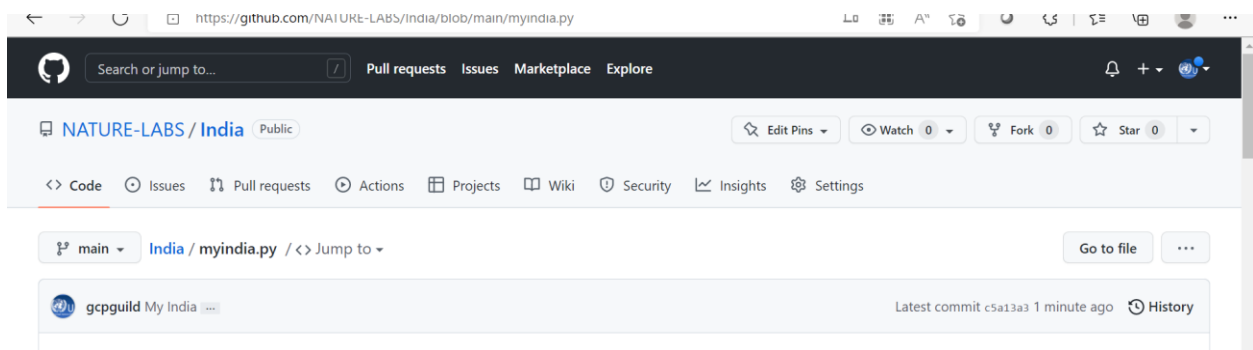 https://github.com/NATURE-LABS/India/blob/main/myindia.py
Search or jump to... / Pull requests Issues Marketplace Explore
NATURE-LABS / India Public Edit Pins Watch 0 Fork 0 Star 0
<> Code Issues Pull requests Actions Projects Wiki Security Insights Settings
main India / myindia.py / <> Jump to Go to file ...
gcpguild My India ... Latest commit c5a13a3 1 minute ago History